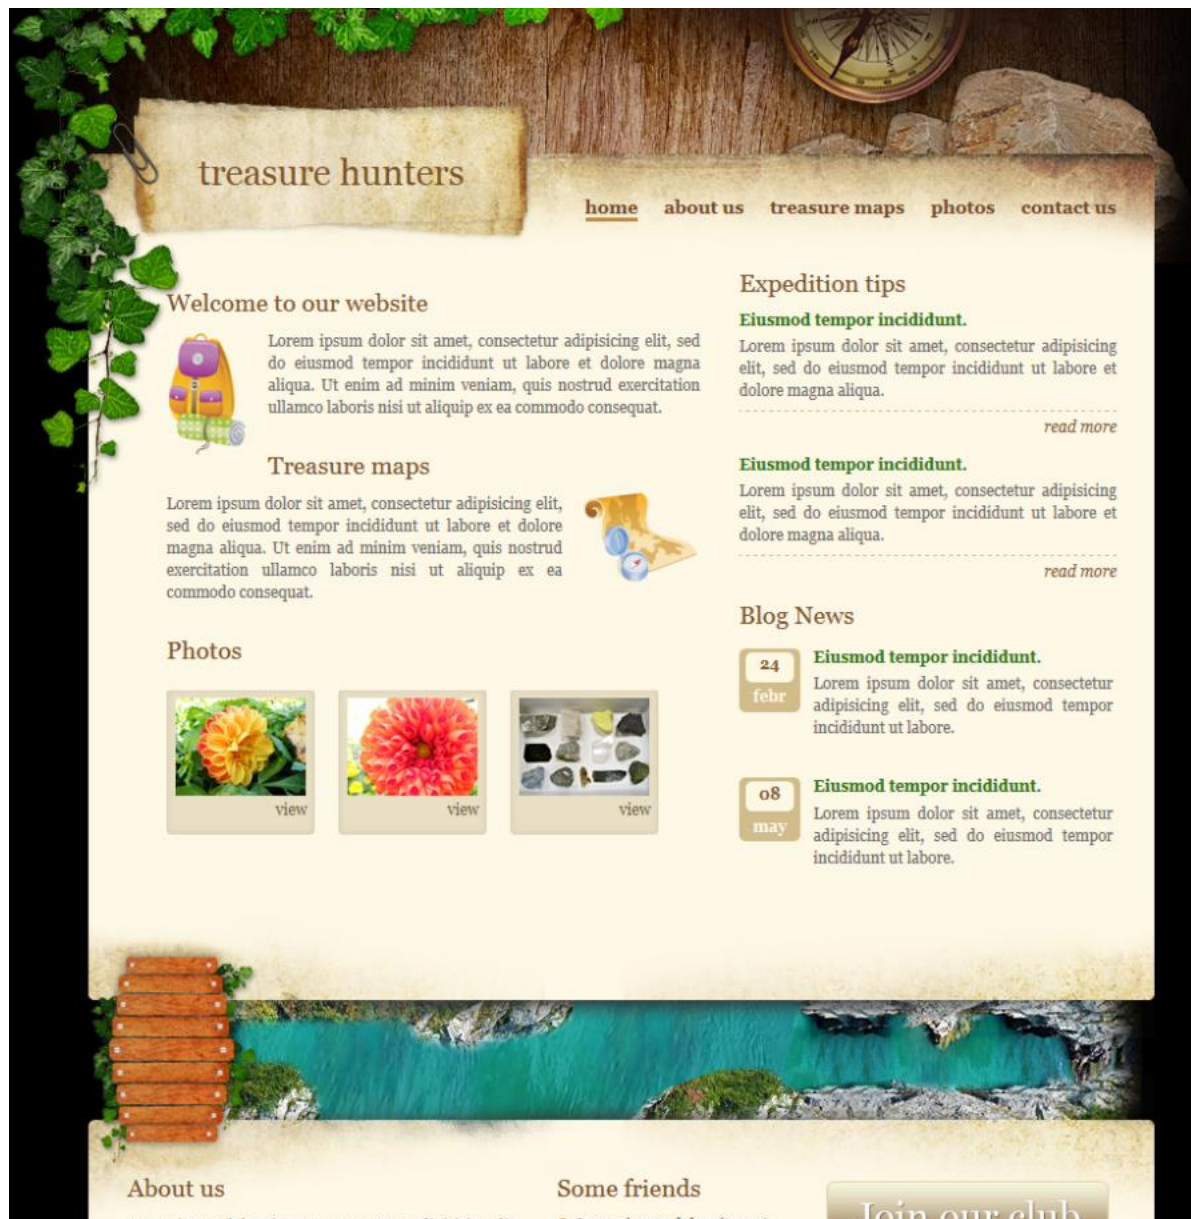 treasure hunters
home about us treasure maps photos contact us
Welcome to our website
Lorem ipsum dolor sit amet, consectetur adipisicing elit, sed
do eiusmod tempor incididunt ut labore et dolore magna
aliqua. Ut enim ad minim veniam, quis nostrud exercitation
ullamco laboris nisi ut aliquip ex ea commodo consequat.
Treasure maps
Lorem ipsum dolor sit amet, consectetur adipisicing elit,
sed do eiusmod tempor incididunt ut labore et dolore
magna aliqua. Ut enim ad minim veniam, quis nostrud
exercitation ullamco laboris nisi ut aliquip ex ea
commodo consequat.
Photos
view
view
view
Expedition tips
Eiusmod tempor incididunt.
Lorem ipsum dolor sit amet, consectetur adipisicing
elit, sed do eiusmod tempor incididunt ut labore et
dolore magna aliqua.
read more
Eiusmod tempor incididunt.
Lorem ipsum dolor sit amet, consectetur adipisicing
elit, sed do eiusmod tempor incididunt ut labore et
dolore magna aliqua.
read more
Blog News
24
febr
Eiusmod tempor incididunt.
Lorem ipsum dolor sit amet, consectetur
adipisicing elit, sed do eiusmod tempor
incididunt ut labore.
08
may
Eiusmod tempor incididunt.
Lorem ipsum dolor sit amet, consectetur
adipisicing elit, sed do eiusmod tempor
incididunt ut labore.
About us
Some friends
Join our club